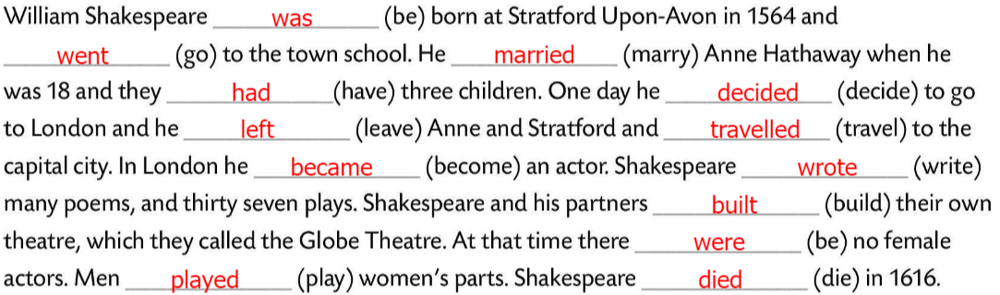 William Shakespeare was (be) born at Stratford Upon-Avon in 1564 and
went (go) to the town school. He married (marry) Anne Hathaway when he
was 18 and they had (have) three children. One day he decided (decide) to go
to London and he left (leave) Anne and Stratford and travelled (travel) to the
capital city. In London he became (become) an actor. Shakespeare wrote (write)
many poems, and thirty seven plays. Shakespeare and his partners built (build) their own
theatre, which they called the Globe Theatre. At that time there were (be) no female
actors. Men played (play) women's parts. Shakespeare died (die) in 1616.